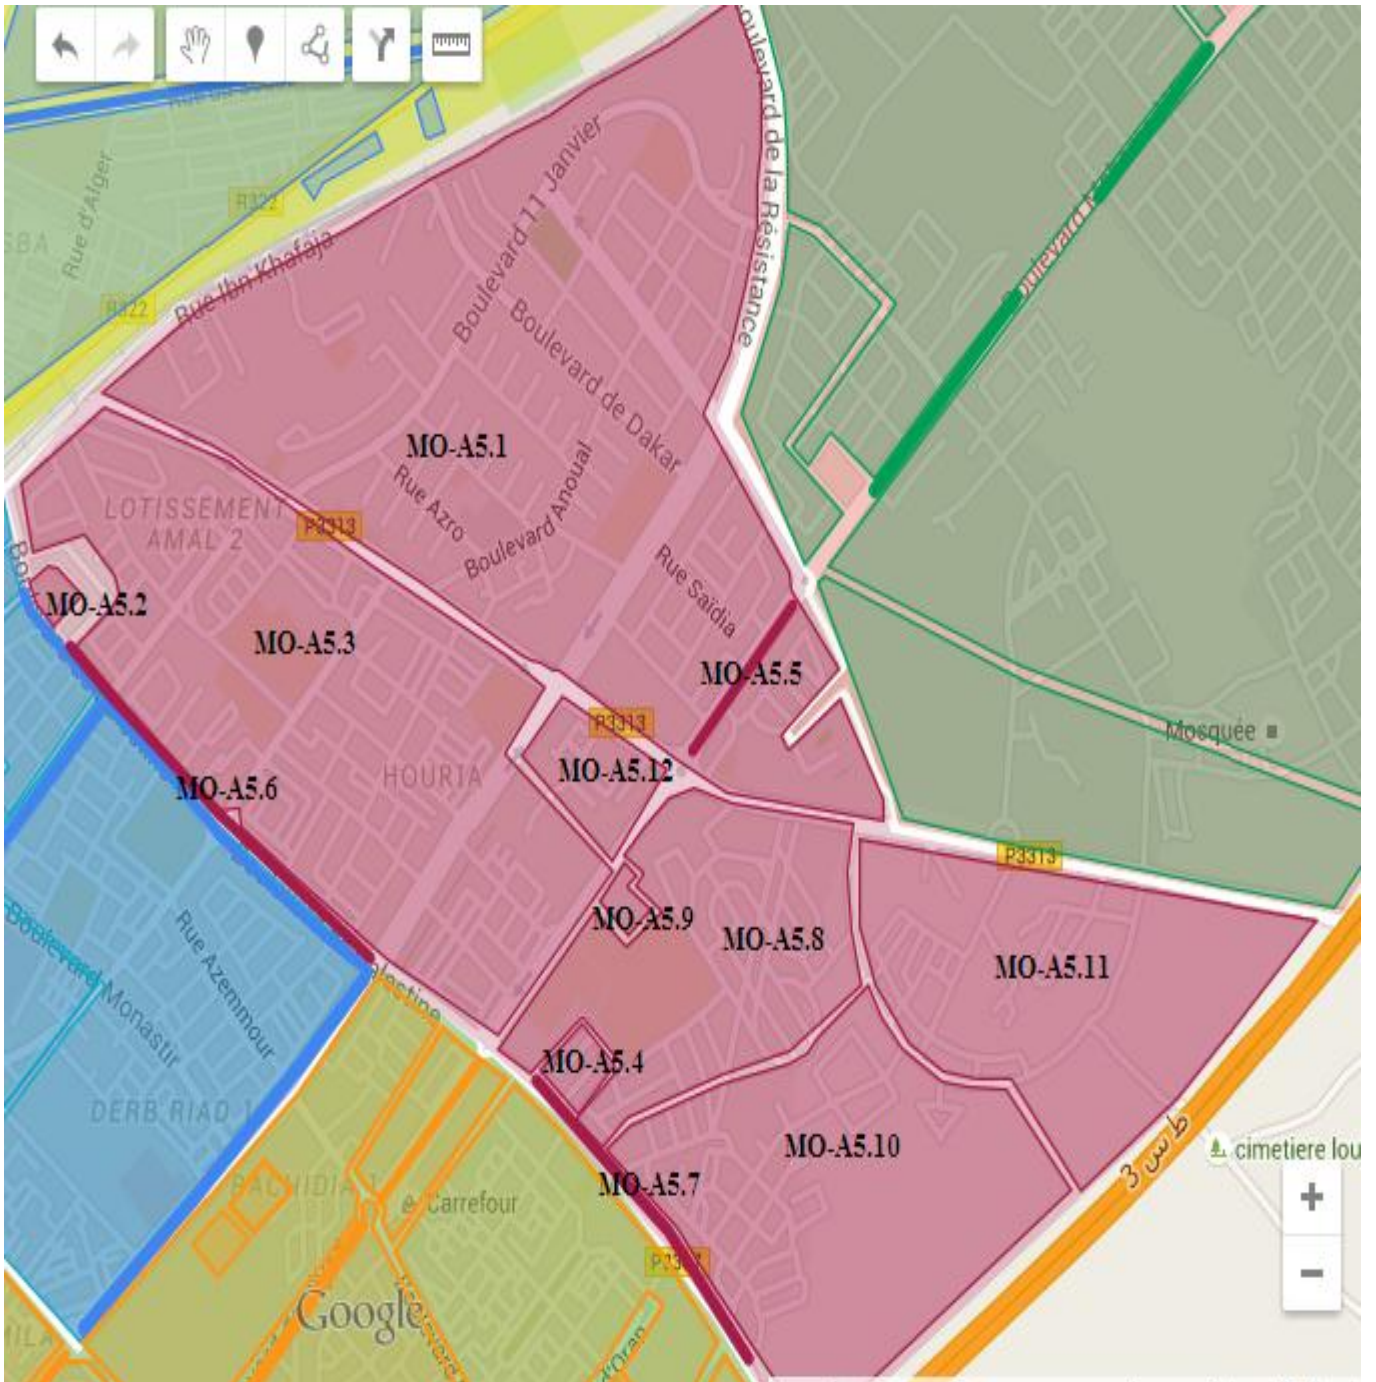 Boulevard de la Résistance
Boulevard 11 Janvier
Rue d'Alger
R322
SBA
Rue Ibn Khafaja
R322
Boulevard
Boulevard de Dakar
MO-A5.1
Rue Azro
Boulevard Anoual
LOTISSEMENT
AMAL 2
P3313
Rue Saïdia
MO-A5.2
MO-A5.3
MO-A5.5
P3313
Mosquée
HOURIA
MO-A5.12
MO-A5.6
P3313
Boulevard Monastir
Rue Azemmour
MO-A5.9
MO-A5.8
MO-A5.11
MO-A5.4
DERB RIAD 1
MO-A5.10
ط س 3
cimetiere lou
MO-A5.7
Carrefour
Google
Boulevard
d'Oran
+
−